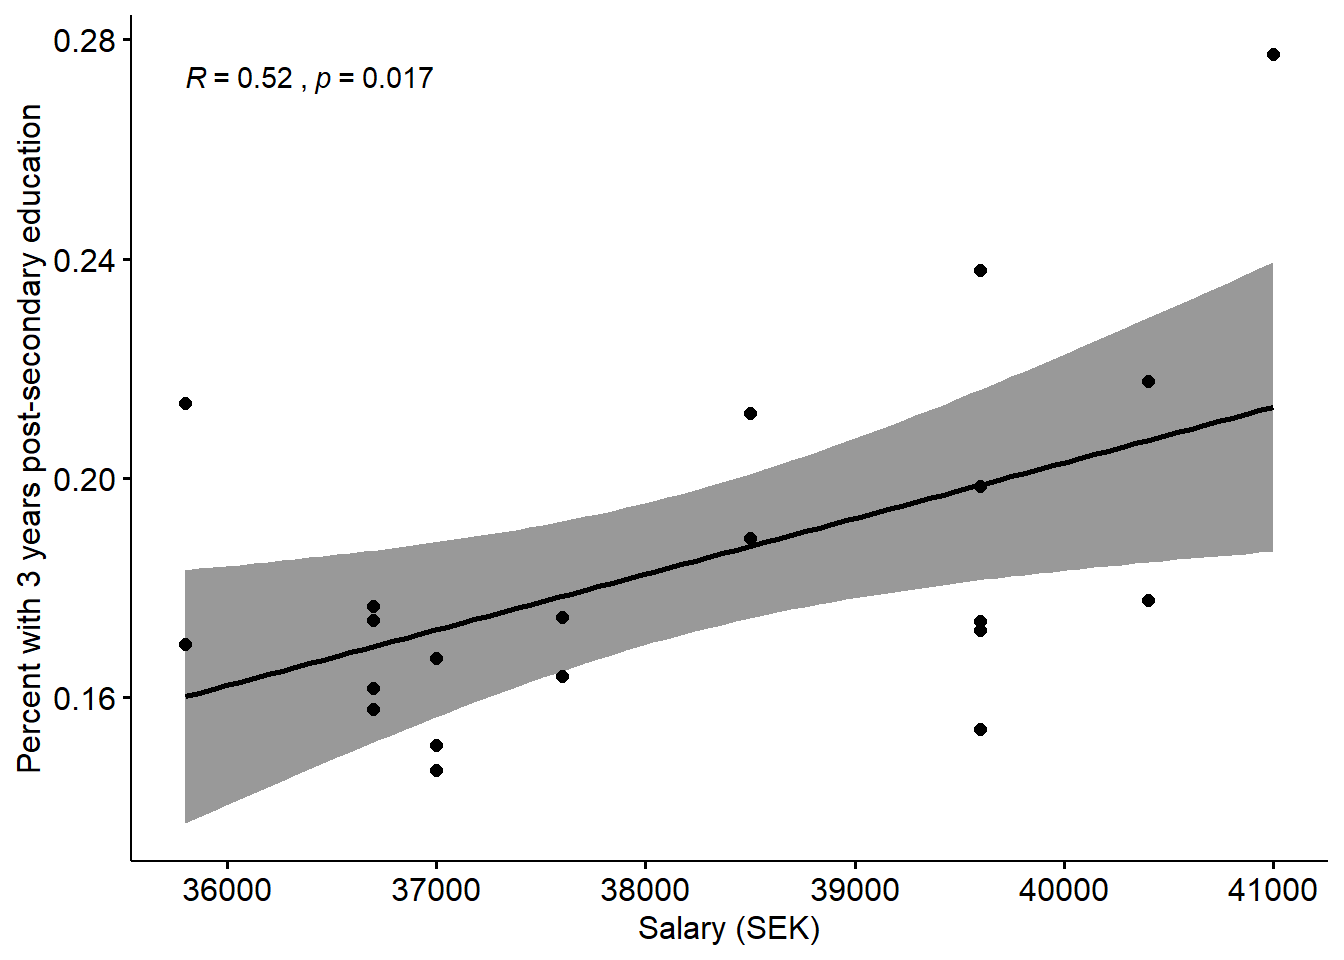 R = 0.52 , p = 0.017
Percent with 3 years post-secondary education
0.28
0.24
0.20
0.16
36000 37000 38000 39000 40000 41000
Salary (SEK)